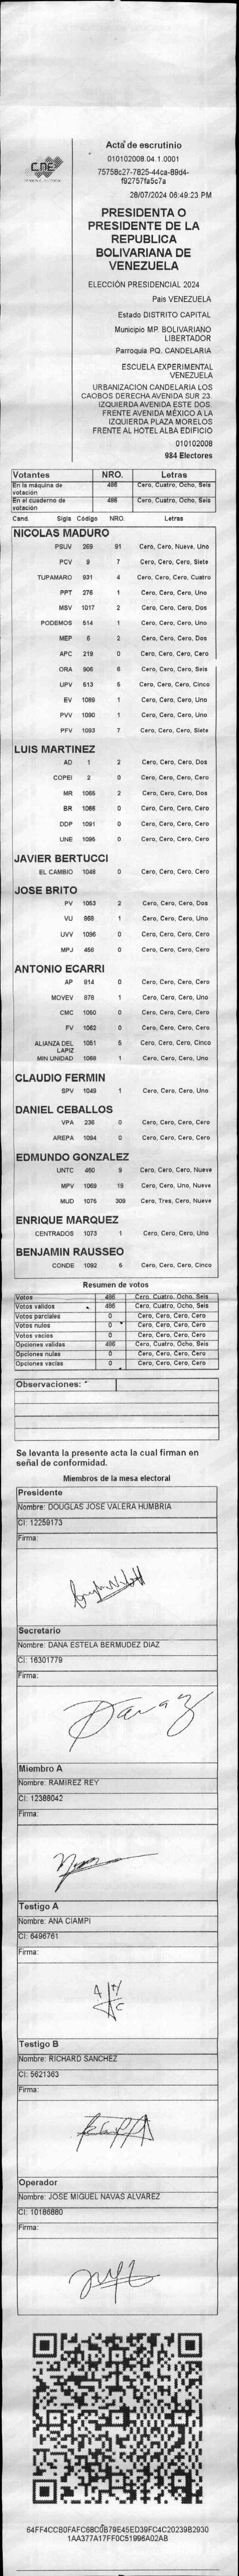 CNE
Acta de escrutinio
010102008.04.1.0001
75758c27-7825-44ca-89d4-
f92757fa5c7a
28/07/2024 06:49:23 PM
PRESIDENTA O
PRESIDENTE DE LA
REPUBLICA
BOLIVARIANA DE
VENEZUELA
ELECCIÓN PRESIDENCIAL 2024
Pais VENEZUELA
Estado DISTRITO CAPITAL
Municipio MP. BOLIVARIANO
LIBERTADOR
Parroquia PQ. CANDELARIA
ESCUELA EXPERIMENTAL
VENEZUELA
URBANIZACIÓN CANDELARIA LOS
CAOBOS DERECHA AVENIDA SUR 23.
IZQUIERDA AVENIDA ESTE DOS.
FRENTE AVENIDA MÉXICO A LA
IZQUIERDA PLAZA MORELOS
FRENTE AL HOTEL ALBA EDIFICIO
010102008
984 Electores
Votantes NRO. Letras
En la máquina de votación 486 Cero, Cuatro, Ocho, Seis
En el cuaderno de votación 486 Cero, Cuatro, Ocho, Seis
Cand. Sigla Código NRO. Letras
NICOLAS MADURO
PSUV 269 91 Cero, Cero, Nueve, Uno
PCV 9 7 Cero, Cero, Cero, Siete
TUPAMARO 931 4 Cero, Cero, Cero, Cuatro
PPT 276 1 Cero, Cero, Cero, Uno
MSV 1017 2 Cero, Cero, Cero, Dos
PODEMOS 514 1 Cero, Cero, Cero, Uno
MEP 6 2 Cero, Cero, Cero, Dos
APC 219 0 Cero, Cero, Cero, Cero
ORA 906 6 Cero, Cero, Cero, Seis
UPV 513 5 Cero, Cero, Cero, Cinco
EV 1089 1 Cero, Cero, Cero, Uno
PVV 1090 1 Cero, Cero, Cero, Uno
PFV 1093 7 Cero, Cero, Cero, Siete
LUIS MARTINEZ
AD 1 2 Cero, Cero, Cero, Dos
COPEI 2 0 Cero, Cero, Cero, Cero
MR 1065 2 Cero, Cero, Cero, Dos
BR 1066 0 Cero, Cero, Cero, Cero
DDP 1091 0 Cero, Cero, Cero, Cero
UNE 1095 0 Cero, Cero, Cero, Cero
JAVIER BERTUCCI
EL CAMBIO 1048 0 Cero, Cero, Cero, Cero
JOSE BRITO
PV 1053 2 Cero, Cero, Cero, Dos
VU 868 1 Cero, Cero, Cero, Uno
UVV 1096 0 Cero, Cero, Cero, Cero
MPJ 458 0 Cero, Cero, Cero, Cero
ANTONIO ECARRI
AP 814 0 Cero, Cero, Cero, Cero
MOVEV 878 1 Cero, Cero, Cero, Uno
CMC 1050 0 Cero, Cero, Cero, Cero
FV 1062 0 Cero, Cero, Cero, Cero
ALIANZA DEL LAPIZ 1051 5 Cero, Cero, Cero, Cinco
MIN UNIDAD 1068 1 Cero, Cero, Cero, Uno
CLAUDIO FERMIN
SPV 1049 1 Cero, Cero, Cero, Uno
DANIEL CEBALLOS
VPA 236 0 Cero, Cero, Cero, Cero
AREPA 1094 0 Cero, Cero, Cero, Cero
EDMUNDO GONZALEZ
UNTC 460 9 Cero, Cero, Cero, Nueve
MPV 1069 19 Cero, Cero, Uno, Nueve
MUD 1075 309 Cero, Tres, Cero, Nueve
ENRIQUE MARQUEZ
CENTRADOS 1073 1 Cero, Cero, Cero, Uno
BENJAMIN RAUSSEO
CONDE 1092 5 Cero, Cero, Cero, Cinco
Resumen de votos
Votos 486 Cero, Cuatro, Ocho, Seis
Votos validos 486 Cero, Cuatro, Ocho, Seis
Votos parciales 0 Cero, Cero, Cero, Cero
Votos nulos 0 Cero, Cero, Cero, Cero
Votos vacios 0 Cero, Cero, Cero, Cero
Opciones validas 486 Cero, Cuatro, Ocho, Seis
Opciones nulas 0 Cero, Cero, Cero, Cero
Opciones vacias 0 Cero, Cero, Cero, Cero
Observaciones:
Se levanta la presente acta la cual firman en
señal de conformidad.
Miembros de la mesa electoral
Presidente
Nombre: DOUGLAS JOSE VALERA HUMBRIA
CI: 12259173
Firma:
Secretario
Nombre: DANA ESTELA BERMUDEZ DIAZ
CI: 16301779
Firma:
Miembro A
Nombre: RAMIREZ REY
CI: 12388042
Firma:
Testigo A
Nombre: ANA CIAMPI
CI: 6496761
Firma:
Testigo B
Nombre: RICHARD SANCHEZ
CI: 5621363
Firma:
Operador
Nombre: JOSE MIGUEL NAVAS ALVAREZ
CI: 10186880
Firma:
64FF4CCB0FAFC68C0B79E45ED39FC4C20239B2930
1AA377A17FF0C51996A02AB